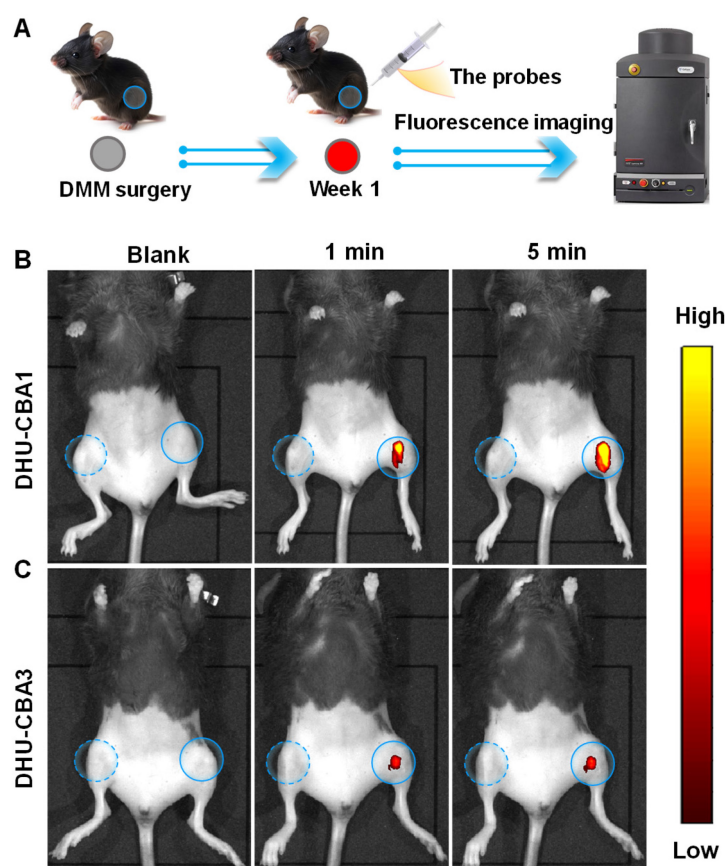 A
The probes
Fluorescence imaging
DMM surgery
Week 1
Blank
1 min
5 min
B
DHU-CBA1
High
C
DHU-CBA3
Low